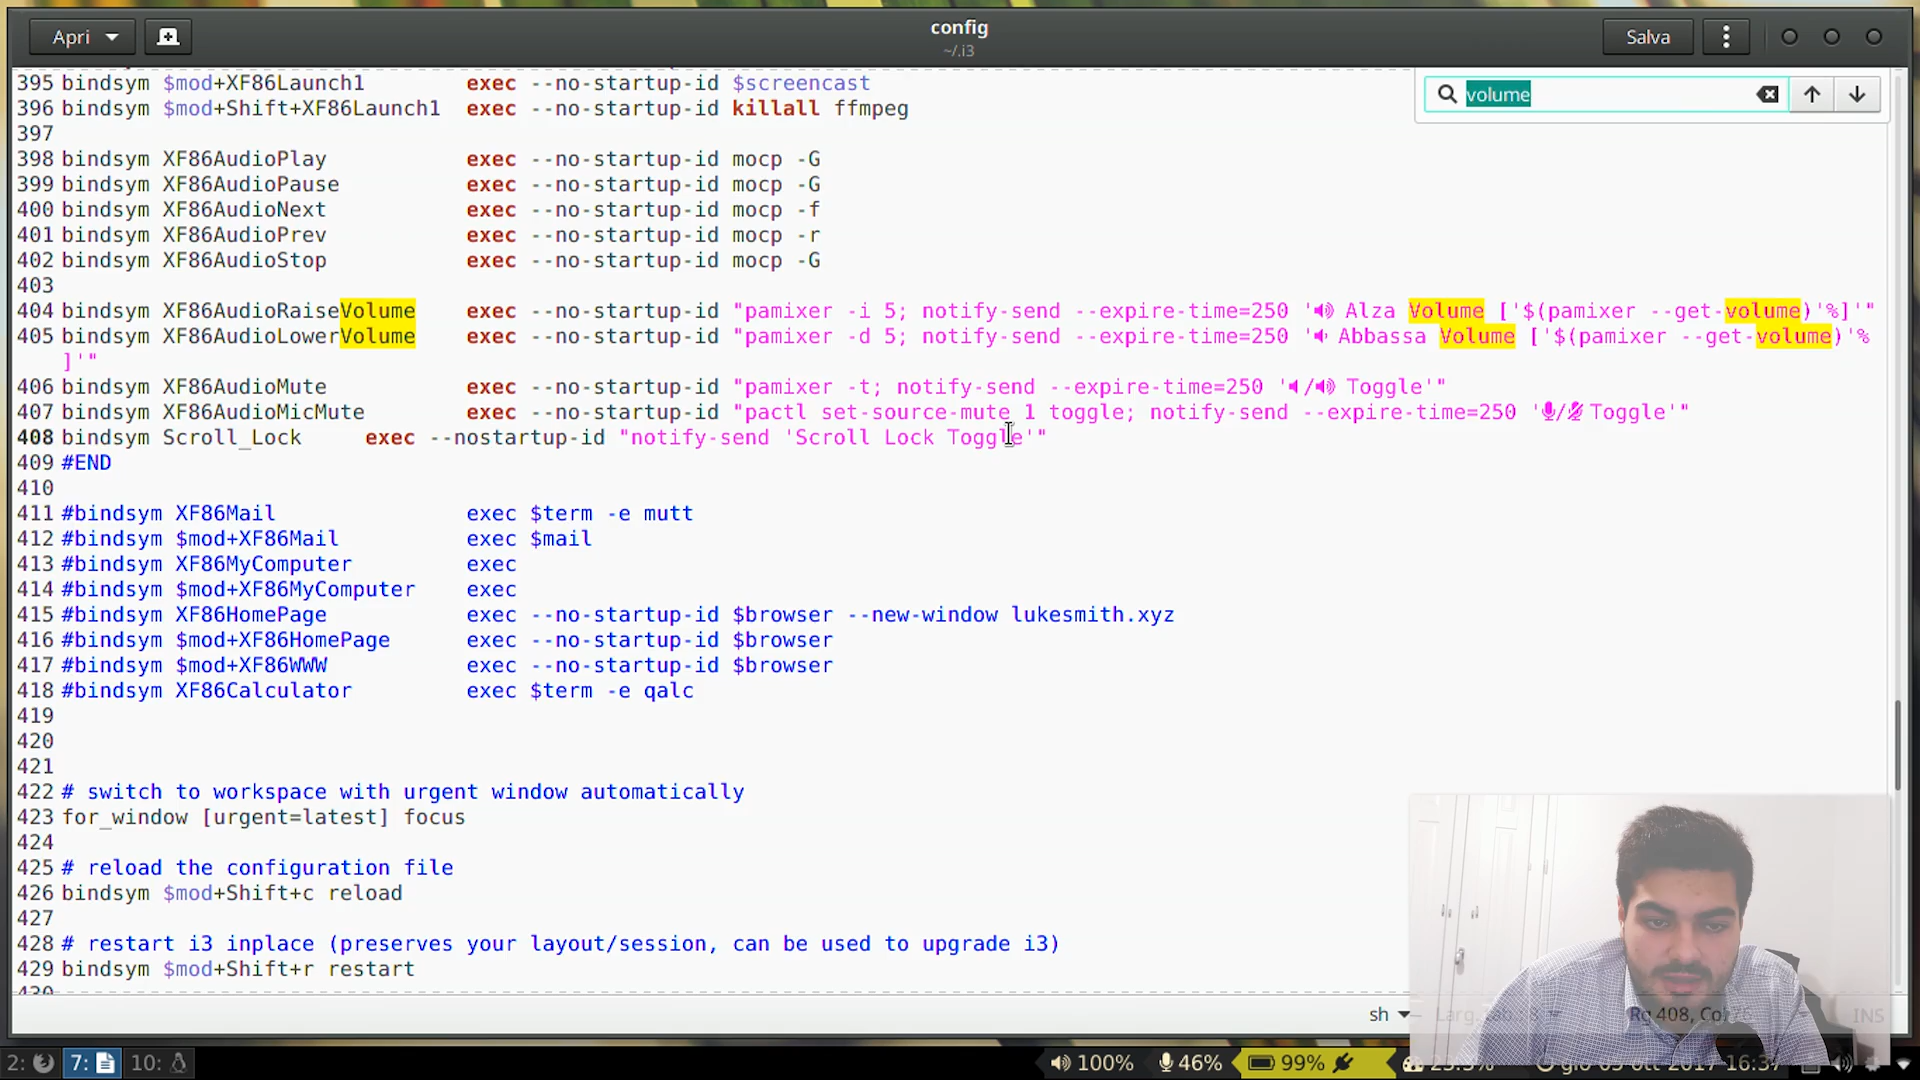 Apri
config
~/.i3
Salva
volume
395 bindsym $mod+XF86Launch1 exec --no-startup-id $screencast
396 bindsym $mod+Shift+XF86Launch1 exec --no-startup-id killall ffmpeg
397
398 bindsym XF86AudioPlay exec --no-startup-id mocp -G
399 bindsym XF86AudioPause exec --no-startup-id mocp -G
400 bindsym XF86AudioNext exec --no-startup-id mocp -f
401 bindsym XF86AudioPrev exec --no-startup-id mocp -r
402 bindsym XF86AudioStop exec --no-startup-id mocp -G
403
404 bindsym XF86AudioRaiseVolume exec --no-startup-id "pamixer -i 5; notify-send --expire-time=250 '🔊 Alza Volume ['$(pamixer --get-volume)'%]'"
405 bindsym XF86AudioLowerVolume exec --no-startup-id "pamixer -d 5; notify-send --expire-time=250 '🔉 Abbassa Volume ['$(pamixer --get-volume)'%
]'"
406 bindsym XF86AudioMute exec --no-startup-id "pamixer -t; notify-send --expire-time=250 '🔈/🔊 Toggle'"
407 bindsym XF86AudioMicMute exec --no-startup-id "pactl set-source-mute 1 toggle; notify-send --expire-time=250 '/ Toggle'"
408 bindsym Scroll_Lock exec --nostartup-id "notify-send 'Scroll Lock Toggle'"
409 #END
410
411 #bindsym XF86Mail exec $term -e mutt
412 #bindsym $mod+XF86Mail exec $mail
413 #bindsym XF86MyComputer exec
414 #bindsym $mod+XF86MyComputer exec
415 #bindsym XF86HomePage exec --no-startup-id $browser --new-window lukesmith.xyz
416 #bindsym $mod+XF86HomePage exec --no-startup-id $browser
417 #bindsym $mod+XF86WWW exec --no-startup-id $browser
418 #bindsym XF86Calculator exec $term -e qalc
419
420
421
422 # switch to workspace with urgent window automatically
423 for_window [urgent=latest] focus
424
425 # reload the configuration file
426 bindsym $mod+Shift+c reload
427
428 # restart i3 inplace (preserves your layout/session, can be used to upgrade i3)
429 bindsym $mod+Shift+r restart
430
sh Rg 408, INS
2: 7: 10: 100% 46% 99% 2017 16:37